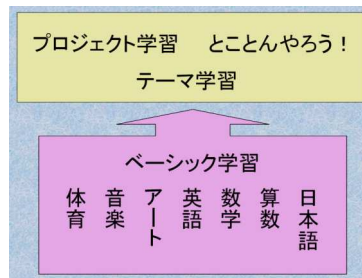 プロジェクト学習　とことんやろう！
テーマ学習
ベーシック学習
体育
音楽
アート
英語
数学
算数
日本語